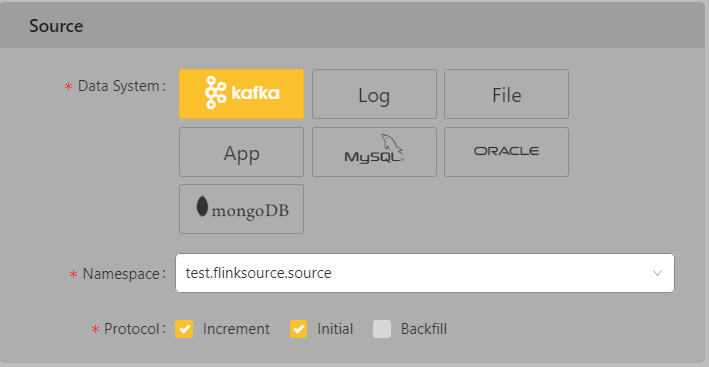 Source
* Data System : kafka Log File
App MySQL ORACLE
mongoDB
* Namespace : test.flinksource.source
* Protocol : Increment Initial Backfill